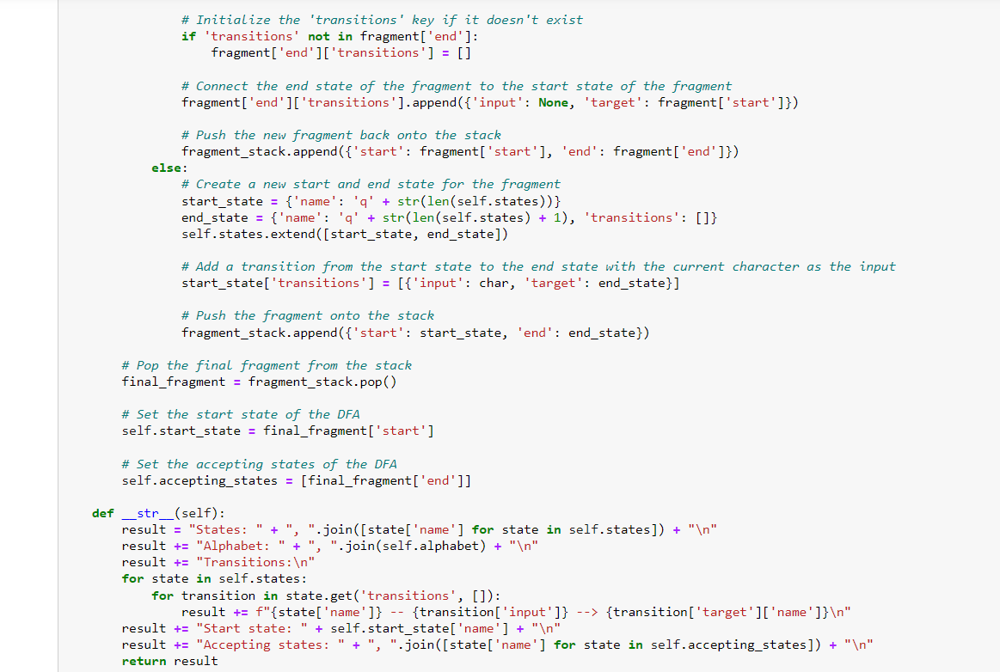 # Initialize the 'transitions' key if it doesn't exist
if 'transitions' not in fragment['end']:
fragment['end']['transitions'] = []
# Connect the end state of the fragment to the start state of the fragment
fragment['end']['transitions'].append({'input': None, 'target': fragment['start']})
# Push the new fragment back onto the stack
fragment_stack.append({'start': fragment['start'], 'end': fragment['end']})
else:
# Create a new start and end state for the fragment
start_state = {'name': 'q' + str(len(self.states))}
end_state = {'name': 'q' + str(len(self.states) + 1), 'transitions': []}
self.states.extend([start_state, end_state])
# Add a transition from the start state to the end state with the current character as the input
start_state['transitions'] = [{'input': char, 'target': end_state}]
# Push the fragment onto the stack
fragment_stack.append({'start': start_state, 'end': end_state})
# Pop the final fragment from the stack
final_fragment = fragment_stack.pop()
# Set the start state of the DFA
self.start_state = final_fragment['start']
# Set the accepting states of the DFA
self.accepting_states = [final_fragment['end']]
def __str__(self):
result = "States: " + ", ".join([state['name'] for state in self.states]) + "\n"
result += "Alphabet: " + ", ".join(self.alphabet) + "\n"
result += "Transitions:\n"
for state in self.states:
for transition in state.get('transitions', []):
result += f"{state['name']} -- {transition['input']} --> {transition['target']['name']}\n"
result += "Start state: " + self.start_state['name'] + "\n"
result += "Accepting states: " + ", ".join([state['name'] for state in self.accepting_states]) + "\n"
return result